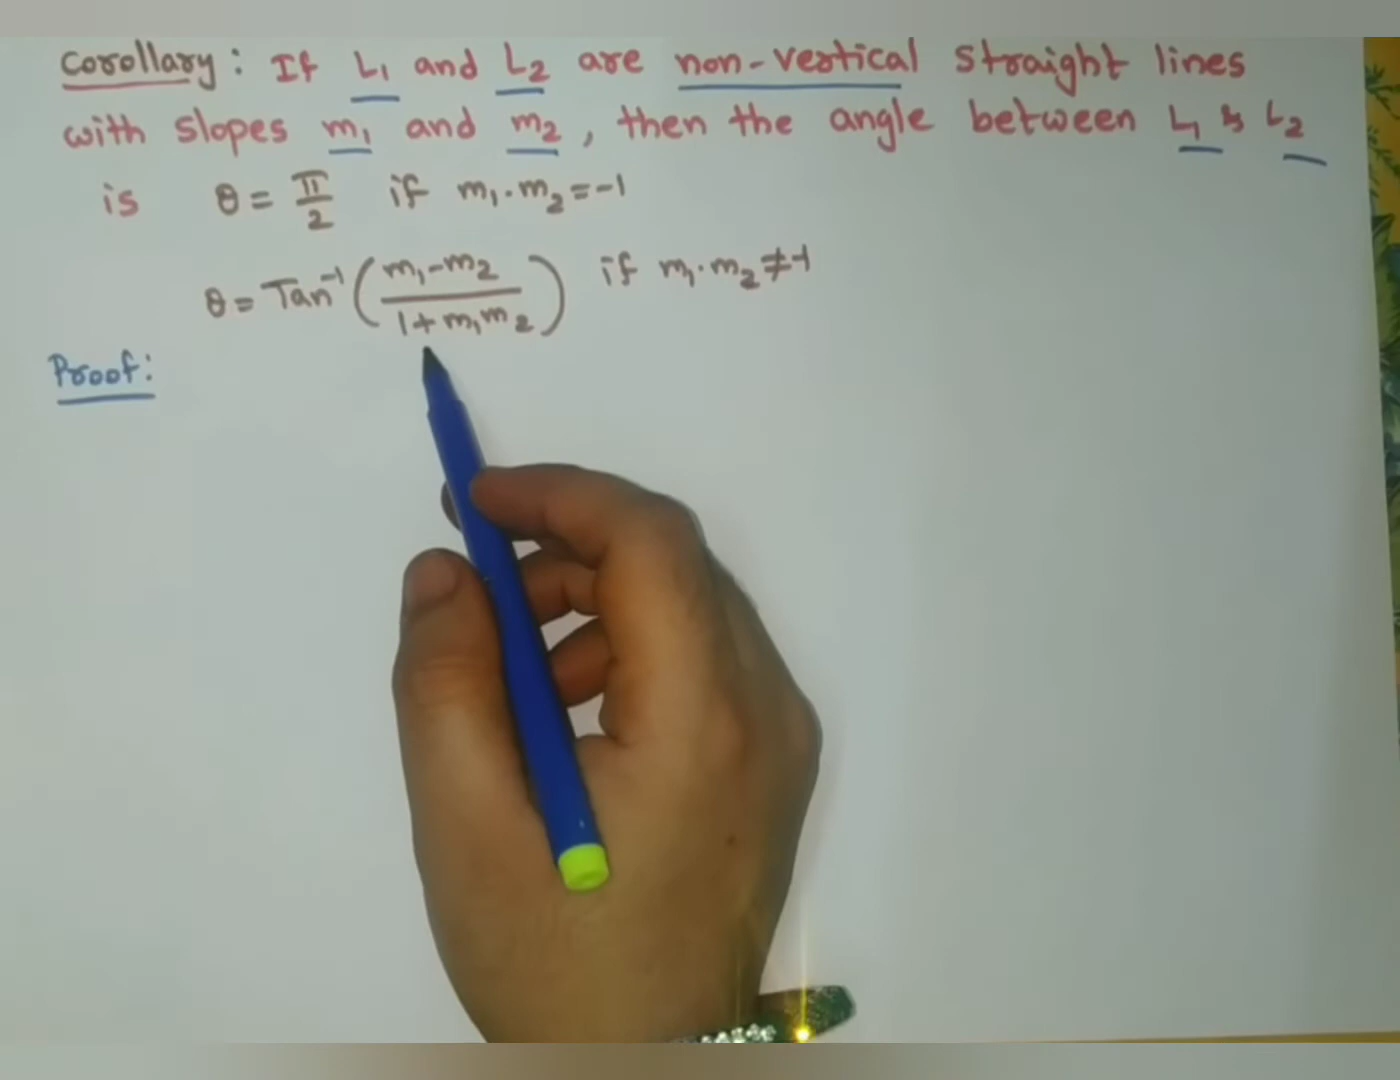 Corollary : If L₁ and L₂ are non-vertical straight lines
with slopes m₁ and m₂, then the angle between L₁ & L₂
is θ = π/2 if m₁·m₂ = -1
θ = Tan⁻¹ ( (m₁-m₂)/(1+m₁m₂) ) if m₁·m₂ ≠ -1
Proof: